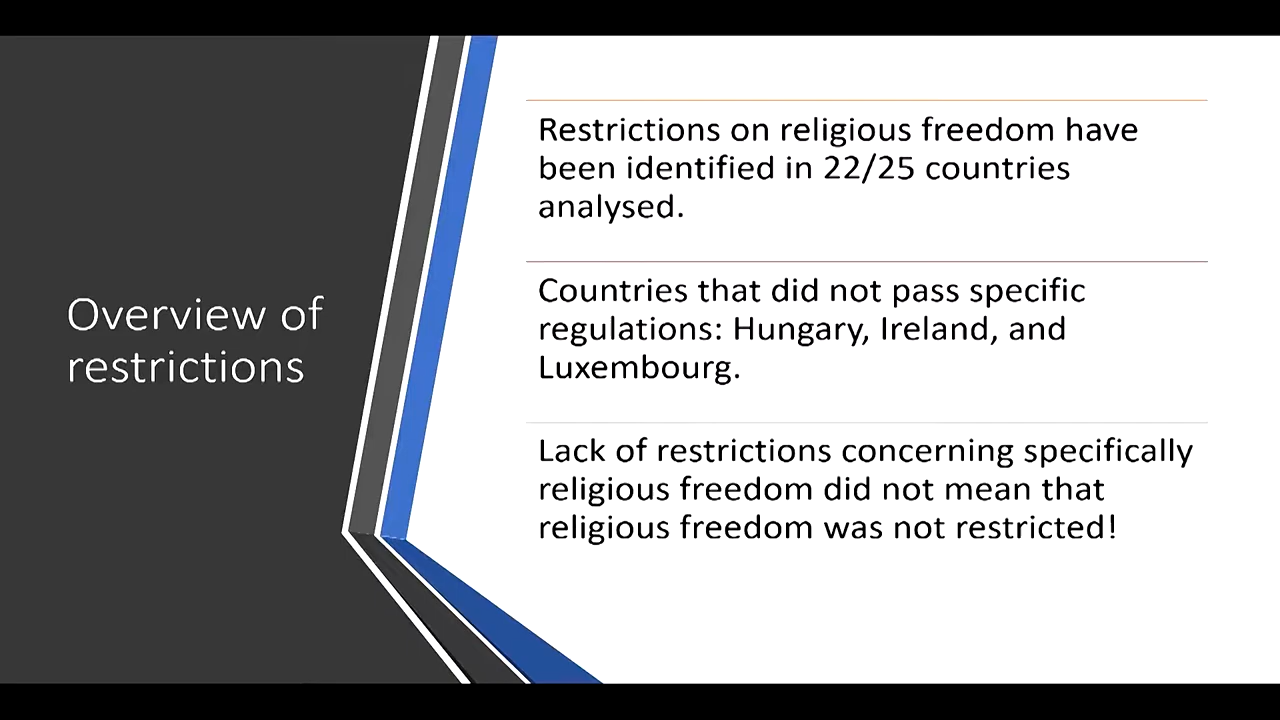 Overview of
restrictions
Restrictions on religious freedom have
been identified in 22/25 countries
analysed.
Countries that did not pass specific
regulations: Hungary, Ireland, and
Luxembourg.
Lack of restrictions concerning specifically
religious freedom did not mean that
religious freedom was not restricted!